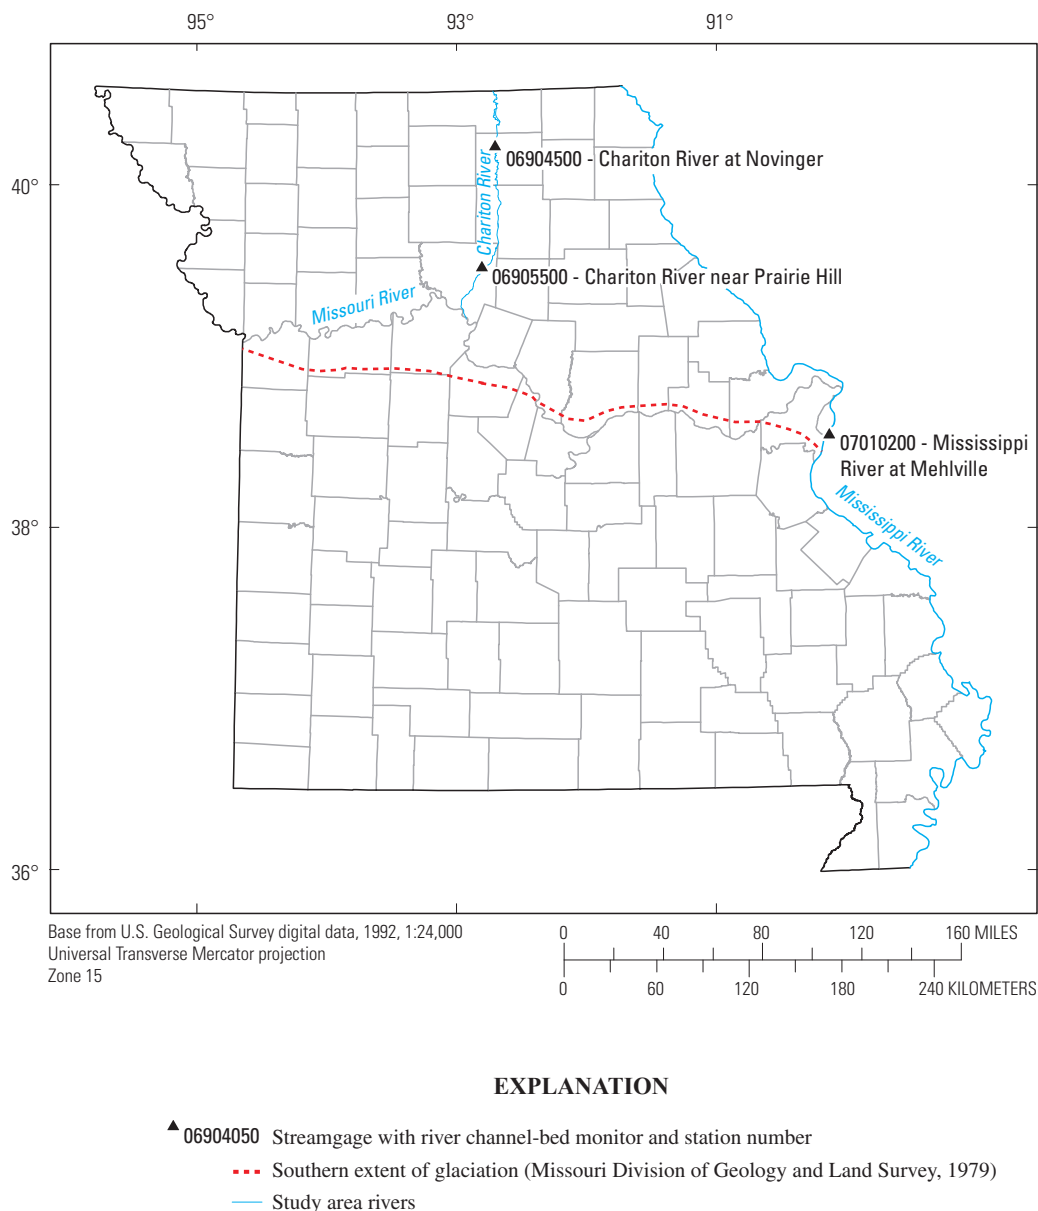 95°
93°
91°
40°
38°
36°
06904500 - Chariton River at Novinger
Chariton River
06905500 - Chariton River near Prairie Hill
Missouri River
07010200 - Mississippi
River at Mehlville
Mississippi River
Base from U.S. Geological Survey digital data, 1992, 1:24,000
Universal Transverse Mercator projection
Zone 15
0 40 80 120 160 MILES
0 60 120 180 240 KILOMETERS
EXPLANATION
06904050 Streamgage with river channel-bed monitor and station number
Southern extent of glaciation (Missouri Division of Geology and Land Survey, 1979)
Study area rivers